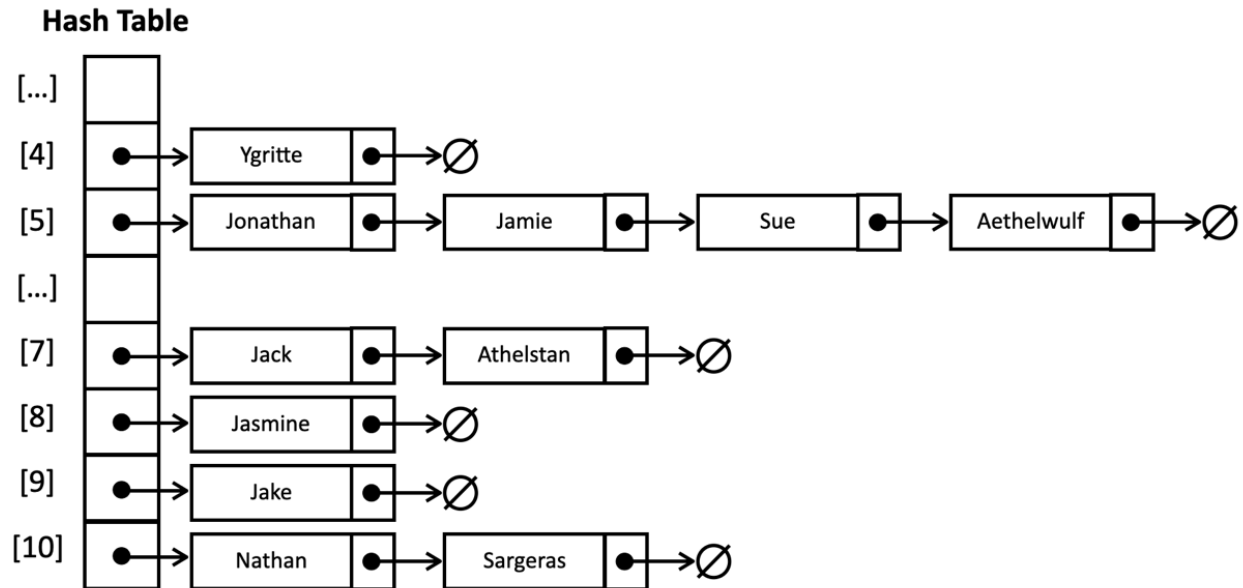 Hash Table
[...]
[4] Ygritte
[5] Jonathan Jamie Sue Aethelwulf
[...]
[7] Jack Athelstan
[8] Jasmine
[9] Jake
[10] Nathan Sargeras